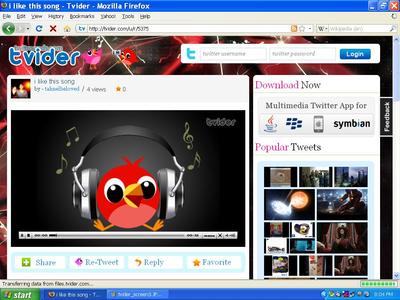 i like this song - Tvider - Mozilla Firefox
File Edit View History Bookmarks Yahoo! Tools Help
http://tvider.com/u/r/5375
Wikipedia (en)
tvider
twitter username
twitter password
Login
i like this song
by - takselbeloved / 4 views 0
tvider
Share
Re-Tweet
Reply
Favorite
Download Now
Multimedia Twitter App for
symbian
Popular Tweets
Feedback
Transferring data from files.tvider.com...
start
i like this song - T...
tvider_screen3.JP...
8:04 PM